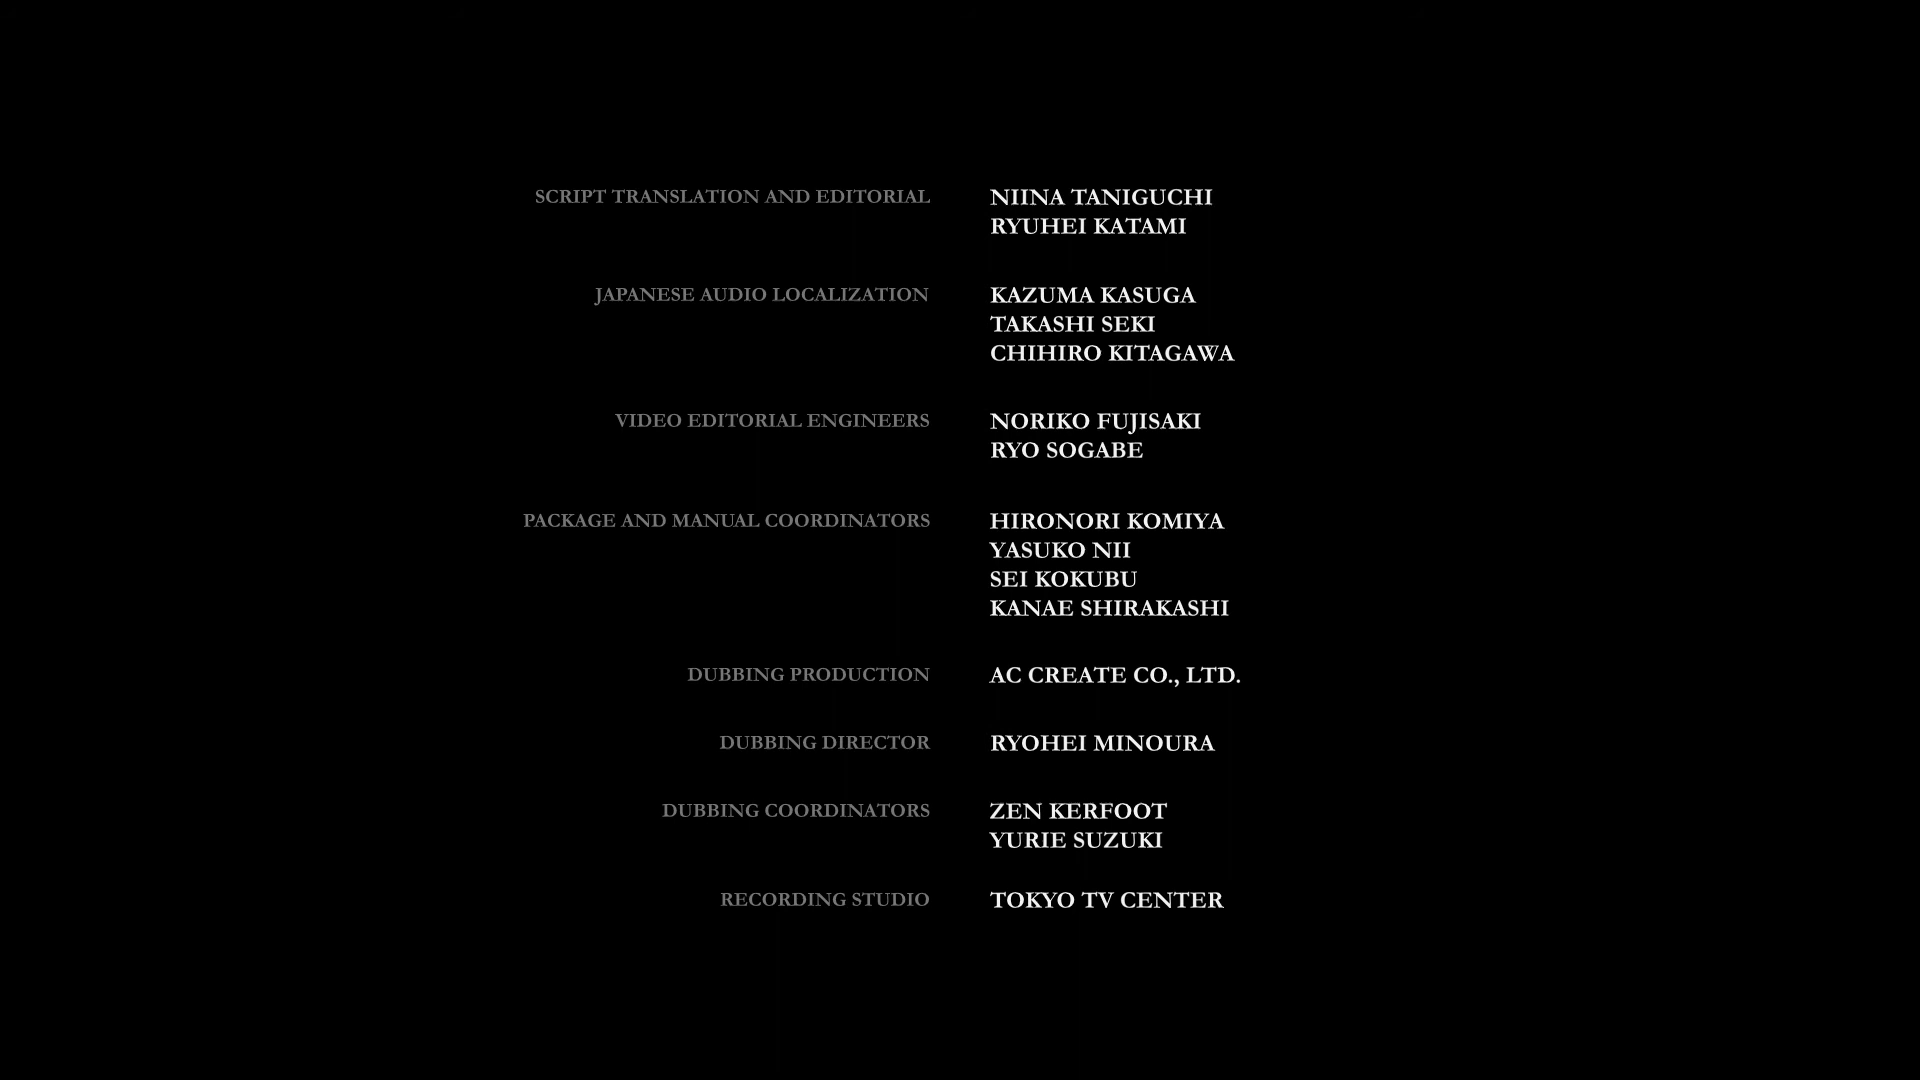 SCRIPT TRANSLATION AND EDITORIAL NIINA TANIGUCHI
RYUHEI KATAMI
JAPANESE AUDIO LOCALIZATION KAZUMA KASUGA
TAKASHI SEKI
CHIHIRO KITAGAWA
VIDEO EDITORIAL ENGINEERS NORIKO FUJISAKI
RYO SOGABE
PACKAGE AND MANUAL COORDINATORS HIRONORI KOMIYA
YASUKO NII
SEI KOKUBU
KANAE SHIRAKASHI
DUBBING PRODUCTION AC CREATE CO., LTD.
DUBBING DIRECTOR RYOHEI MINOURA
DUBBING COORDINATORS ZEN KERFOOT
YURIE SUZUKI
RECORDING STUDIO TOKYO TV CENTER